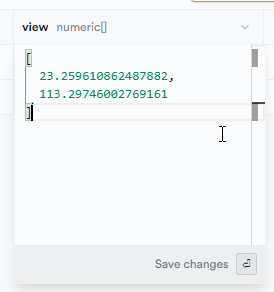 view numeric[]
[
23.259610862487882,
113.29746002769161
]
Save changes ⏎